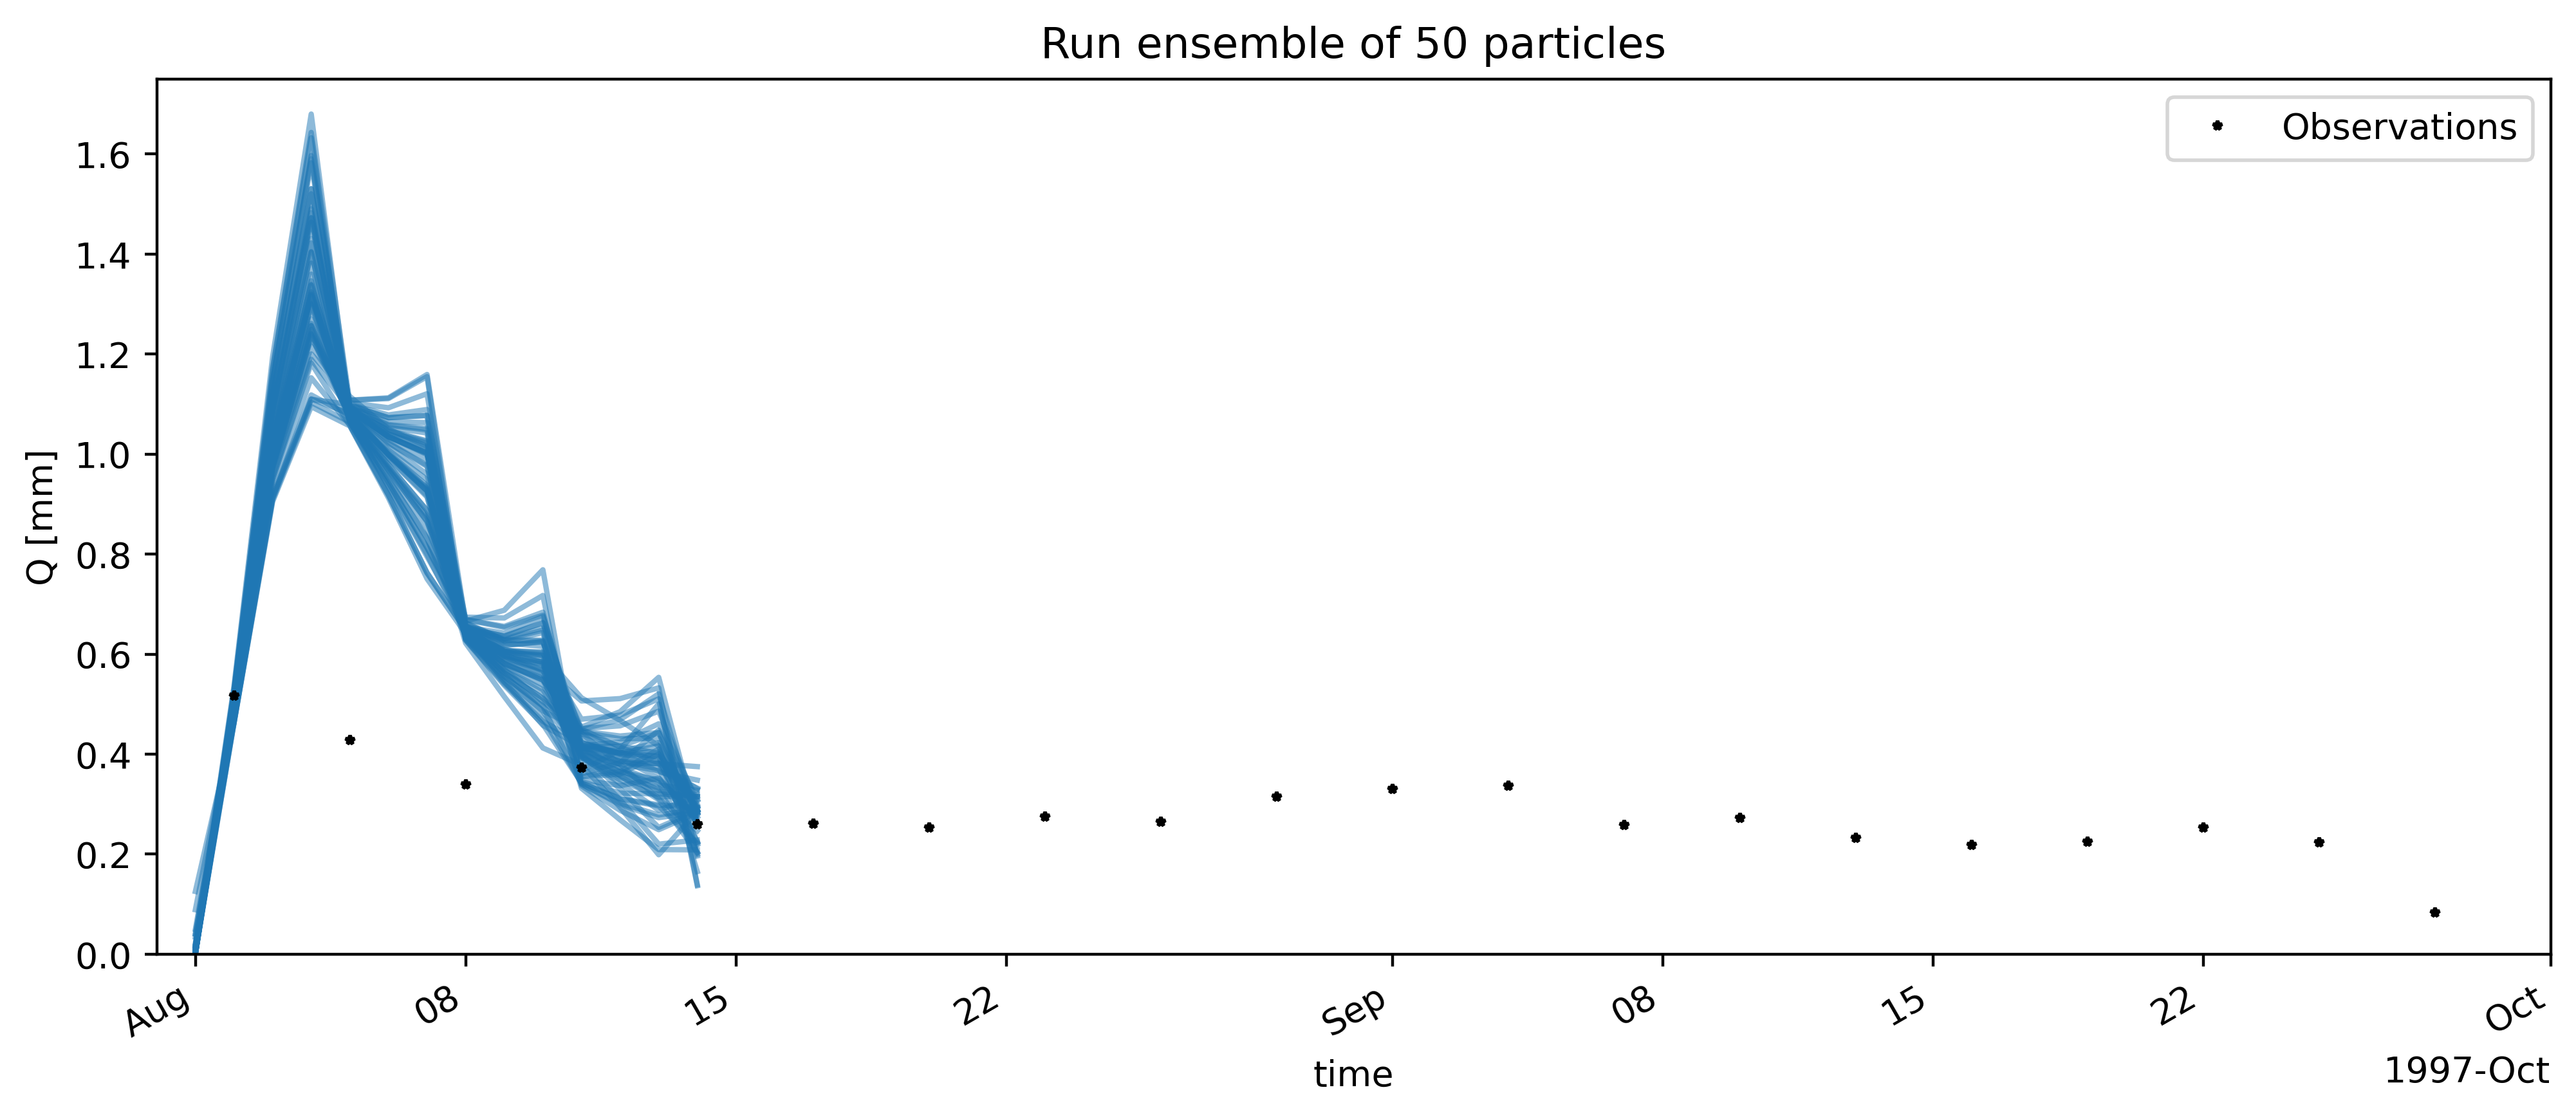 Run ensemble of 50 particles
Observations
1.6
1.4
1.2
1.0
0.8
0.6
0.4
0.2
0.0
Q [mm]
Aug 08 15 22 Sep 08 15 22 Oct
time
1997-Oct